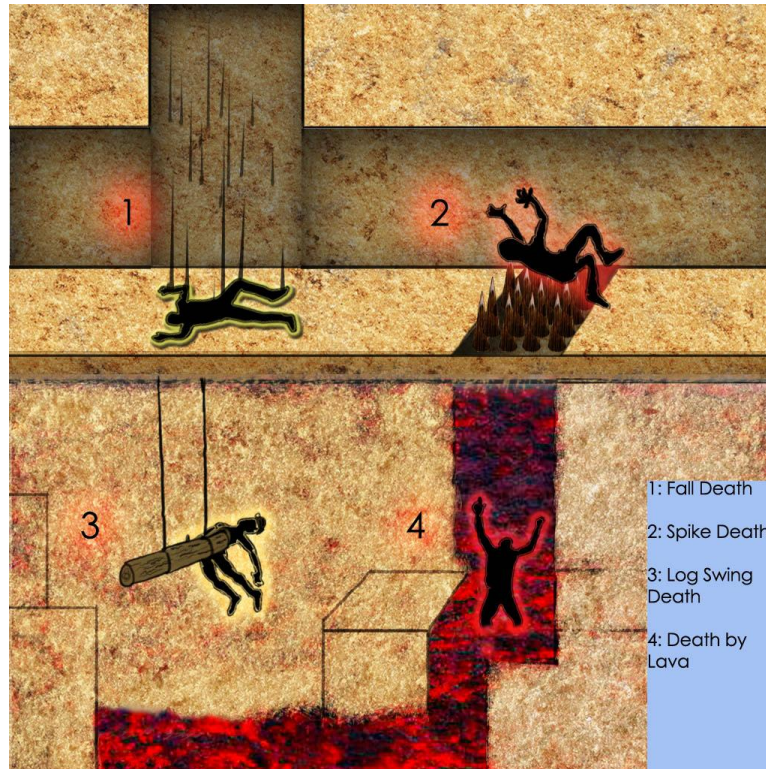 1
2
3
4
1: Fall Death
2: Spike Death
3: Log Swing
Death
4: Death by
Lava